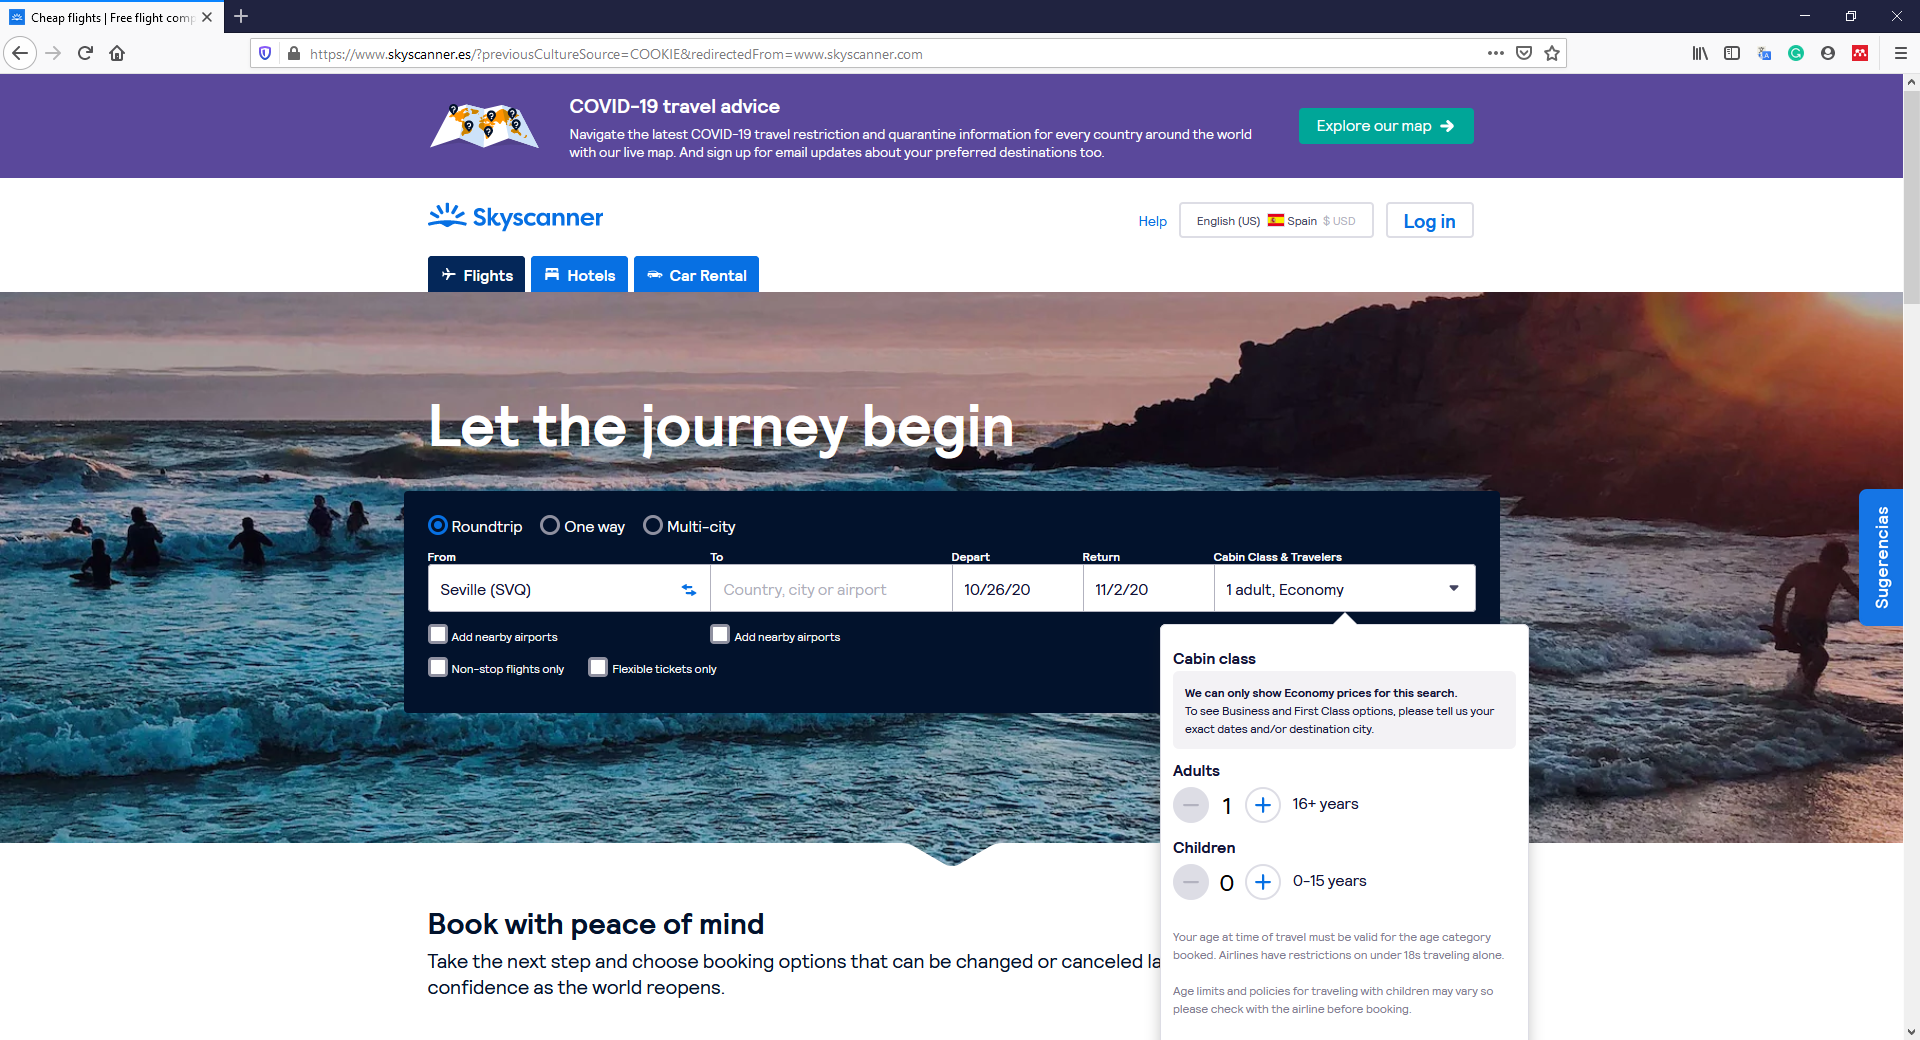 Cheap flights | Free flight comp
https://www.skyscanner.es/?previousCultureSource=COOKIE&redirectedFrom=www.skyscanner.com
COVID-19 travel advice
Navigate the latest COVID-19 travel restriction and quarantine information for every country around the world
with our live map. And sign up for email updates about your preferred destinations too.
Explore our map
Skyscanner
Help
English (US) Spain $ USD
Log in
Flights
Hotels
Car Rental
Let the journey begin
Roundtrip One way Multi-city
From To Depart Return Cabin Class & Travelers
Seville (SVQ) Country, city or airport 10/26/20 11/2/20 1 adult, Economy
Add nearby airports Add nearby airports
Non-stop flights only Flexible tickets only
Sugerencias
Cabin class
We can only show Economy prices for this search.
To see Business and First Class options, please tell us your
exact dates and/or destination city.
Adults
1 16+ years
Children
0 0-15 years
Your age at time of travel must be valid for the age category
booked. Airlines have restrictions on under 18s traveling alone.
Age limits and policies for traveling with children may vary so
please check with the airline before booking.
Book with peace of mind
Take the next step and choose booking options that can be changed or canceled la
confidence as the world reopens.